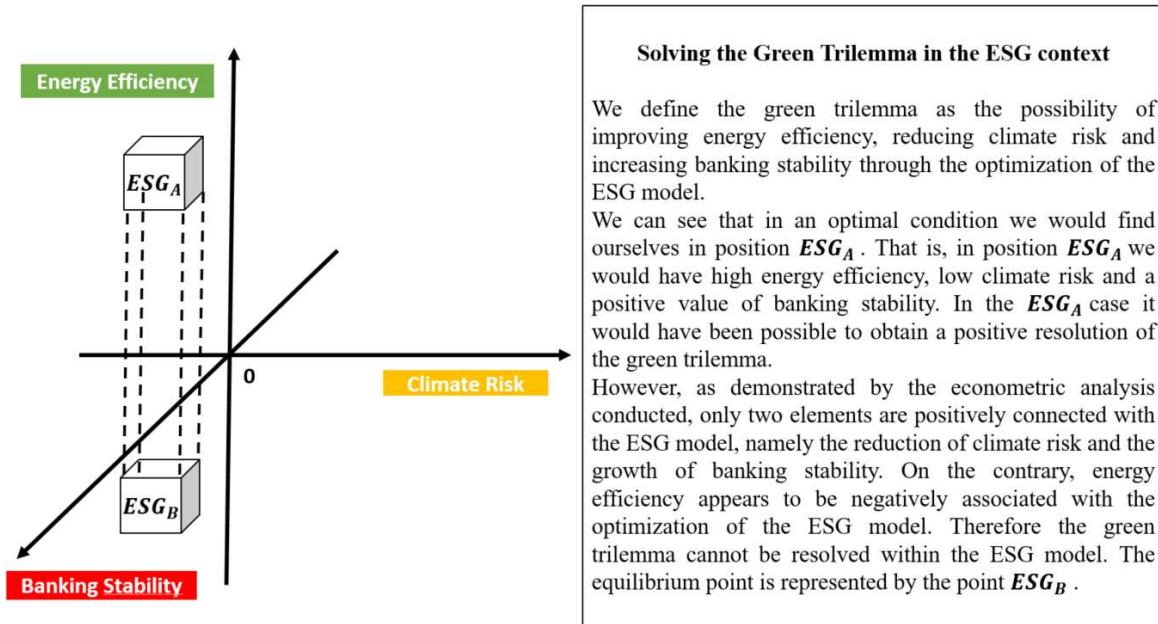 Energy Efficiency
ESG_A
0
Climate Risk
ESG_B
Banking Stability
Solving the Green Trilemma in the ESG context
We define the green trilemma as the possibility of
improving energy efficiency, reducing climate risk and
increasing banking stability through the optimization of the
ESG model.
We can see that in an optimal condition we would find
ourselves in position ESG_A . That is, in position ESG_A we
would have high energy efficiency, low climate risk and a
positive value of banking stability. In the ESG_A case it
would have been possible to obtain a positive resolution of
the green trilemma.
However, as demonstrated by the econometric analysis
conducted, only two elements are positively connected with
the ESG model, namely the reduction of climate risk and the
growth of banking stability. On the contrary, energy
efficiency appears to be negatively associated with the
optimization of the ESG model. Therefore the green
trilemma cannot be resolved within the ESG model. The
equilibrium point is represented by the point ESG_B .